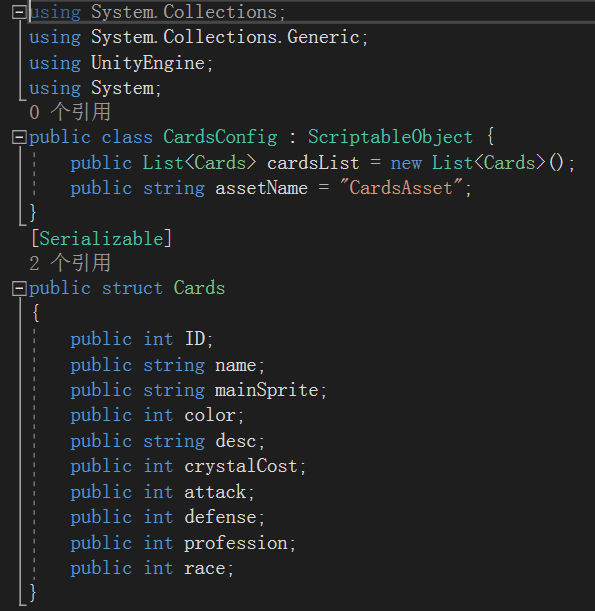 using System.Collections;
using System.Collections.Generic;
using UnityEngine;
using System;
0 个引用
public class CardsConfig : ScriptableObject {
public List<Cards> cardsList = new List<Cards>();
public string assetName = "CardsAsset";
}
[Serializable]
2 个引用
public struct Cards
{
public int ID;
public string name;
public string mainSprite;
public int color;
public string desc;
public int crystalCost;
public int attack;
public int defense;
public int profession;
public int race;
}